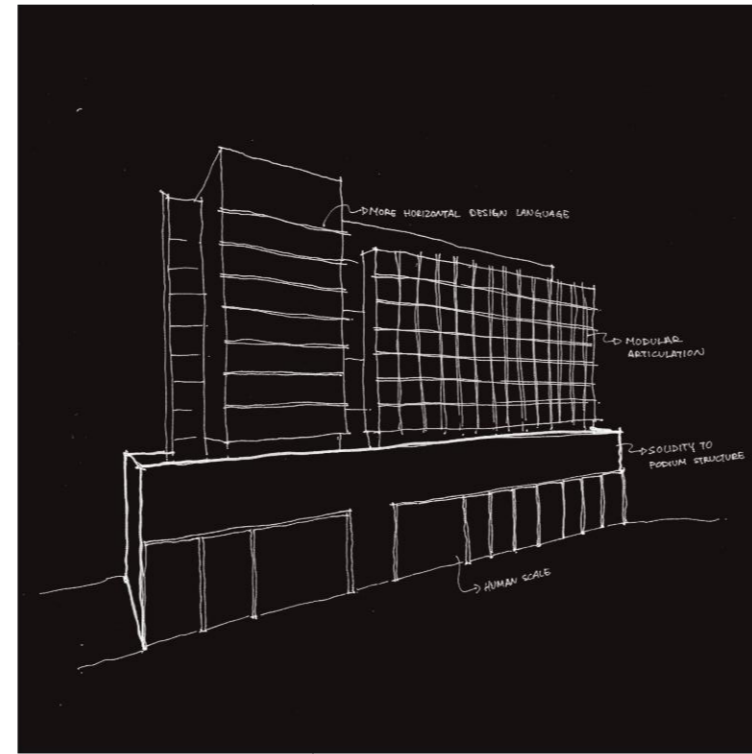 MORE HORIZONTAL DESIGN LANGUAGE
MODULAR
ARTICULATION
SOLIDITY TO
PODIUM STRUCTURE
HUMAN SCALE